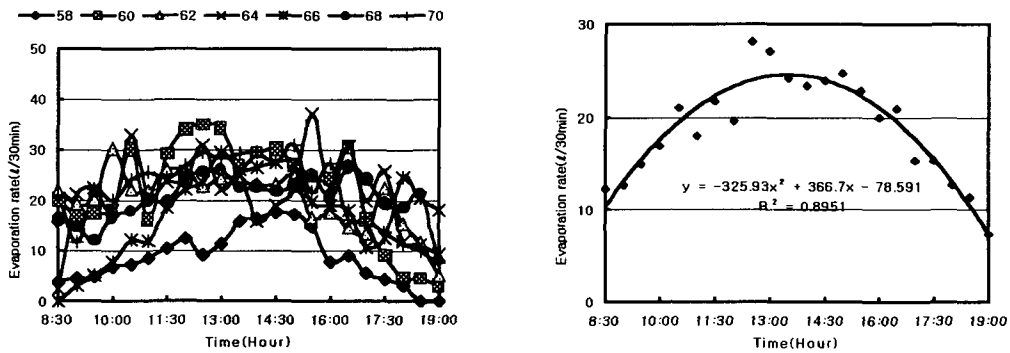 58 60 62 64 66 68 70
Evaporation rate(ℓ/30min)
50
40
30
20
10
0
8:30 10:00 11:30 13:00 14:30 16:00 17:30 19:00
Time(Hour)
Evaporation rate(ℓ/30min)
30
20
10
0
y = -325.93x² + 366.7x - 78.591
R² = 0.8951
8:30 10:00 11:30 13:00 14:30 16:00 17:30 19:00
Time(Hour)